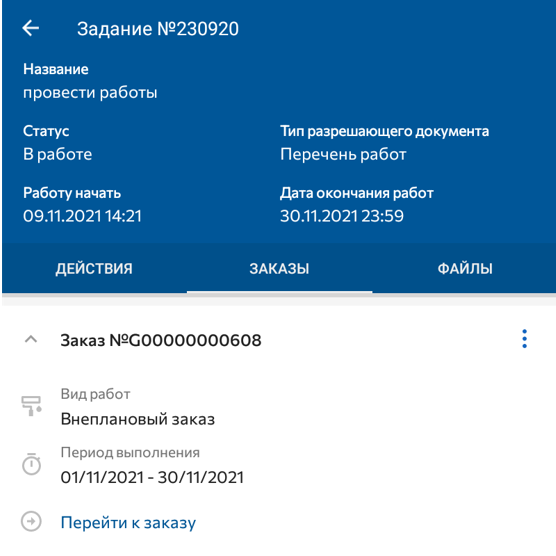 Задание №230920
Название
провести работы
Статус
Тип разрешающего документа
В работе
Перечень работ
Работу начать
Дата окончания работ
09.11.2021 14:21
30.11.2021 23:59
ДЕЙСТВИЯ
ЗАКАЗЫ
ФАЙЛЫ
Заказ №G00000000608
Вид работ
Внеплановый заказ
Период выполнения
01/11/2021 - 30/11/2021
Перейти к заказу